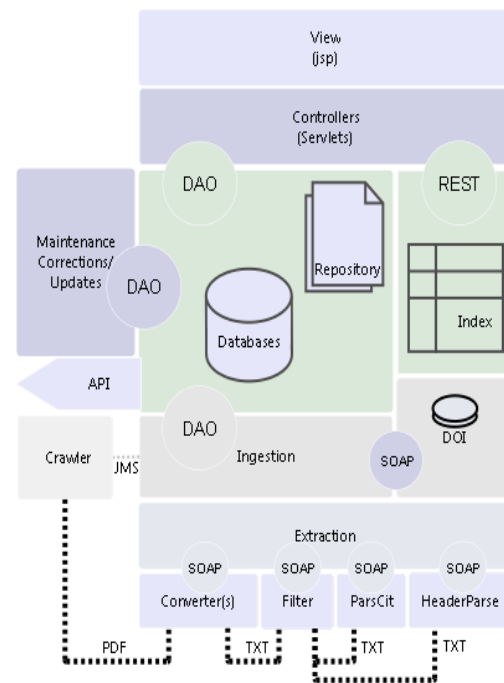 View
(jsp)
Controllers
(Servlets)
DAO
REST
Maintenance
Corrections/
Updates
DAO
Repository
Databases
Index
API
DAO
Ingestion
SOAP
DOI
Crawler
JMS
Extraction
SOAP
SOAP
SOAP
SOAP
Converter(s)
Filter
ParsCit
HeaderParse
PDF
TXT
TXT
TXT